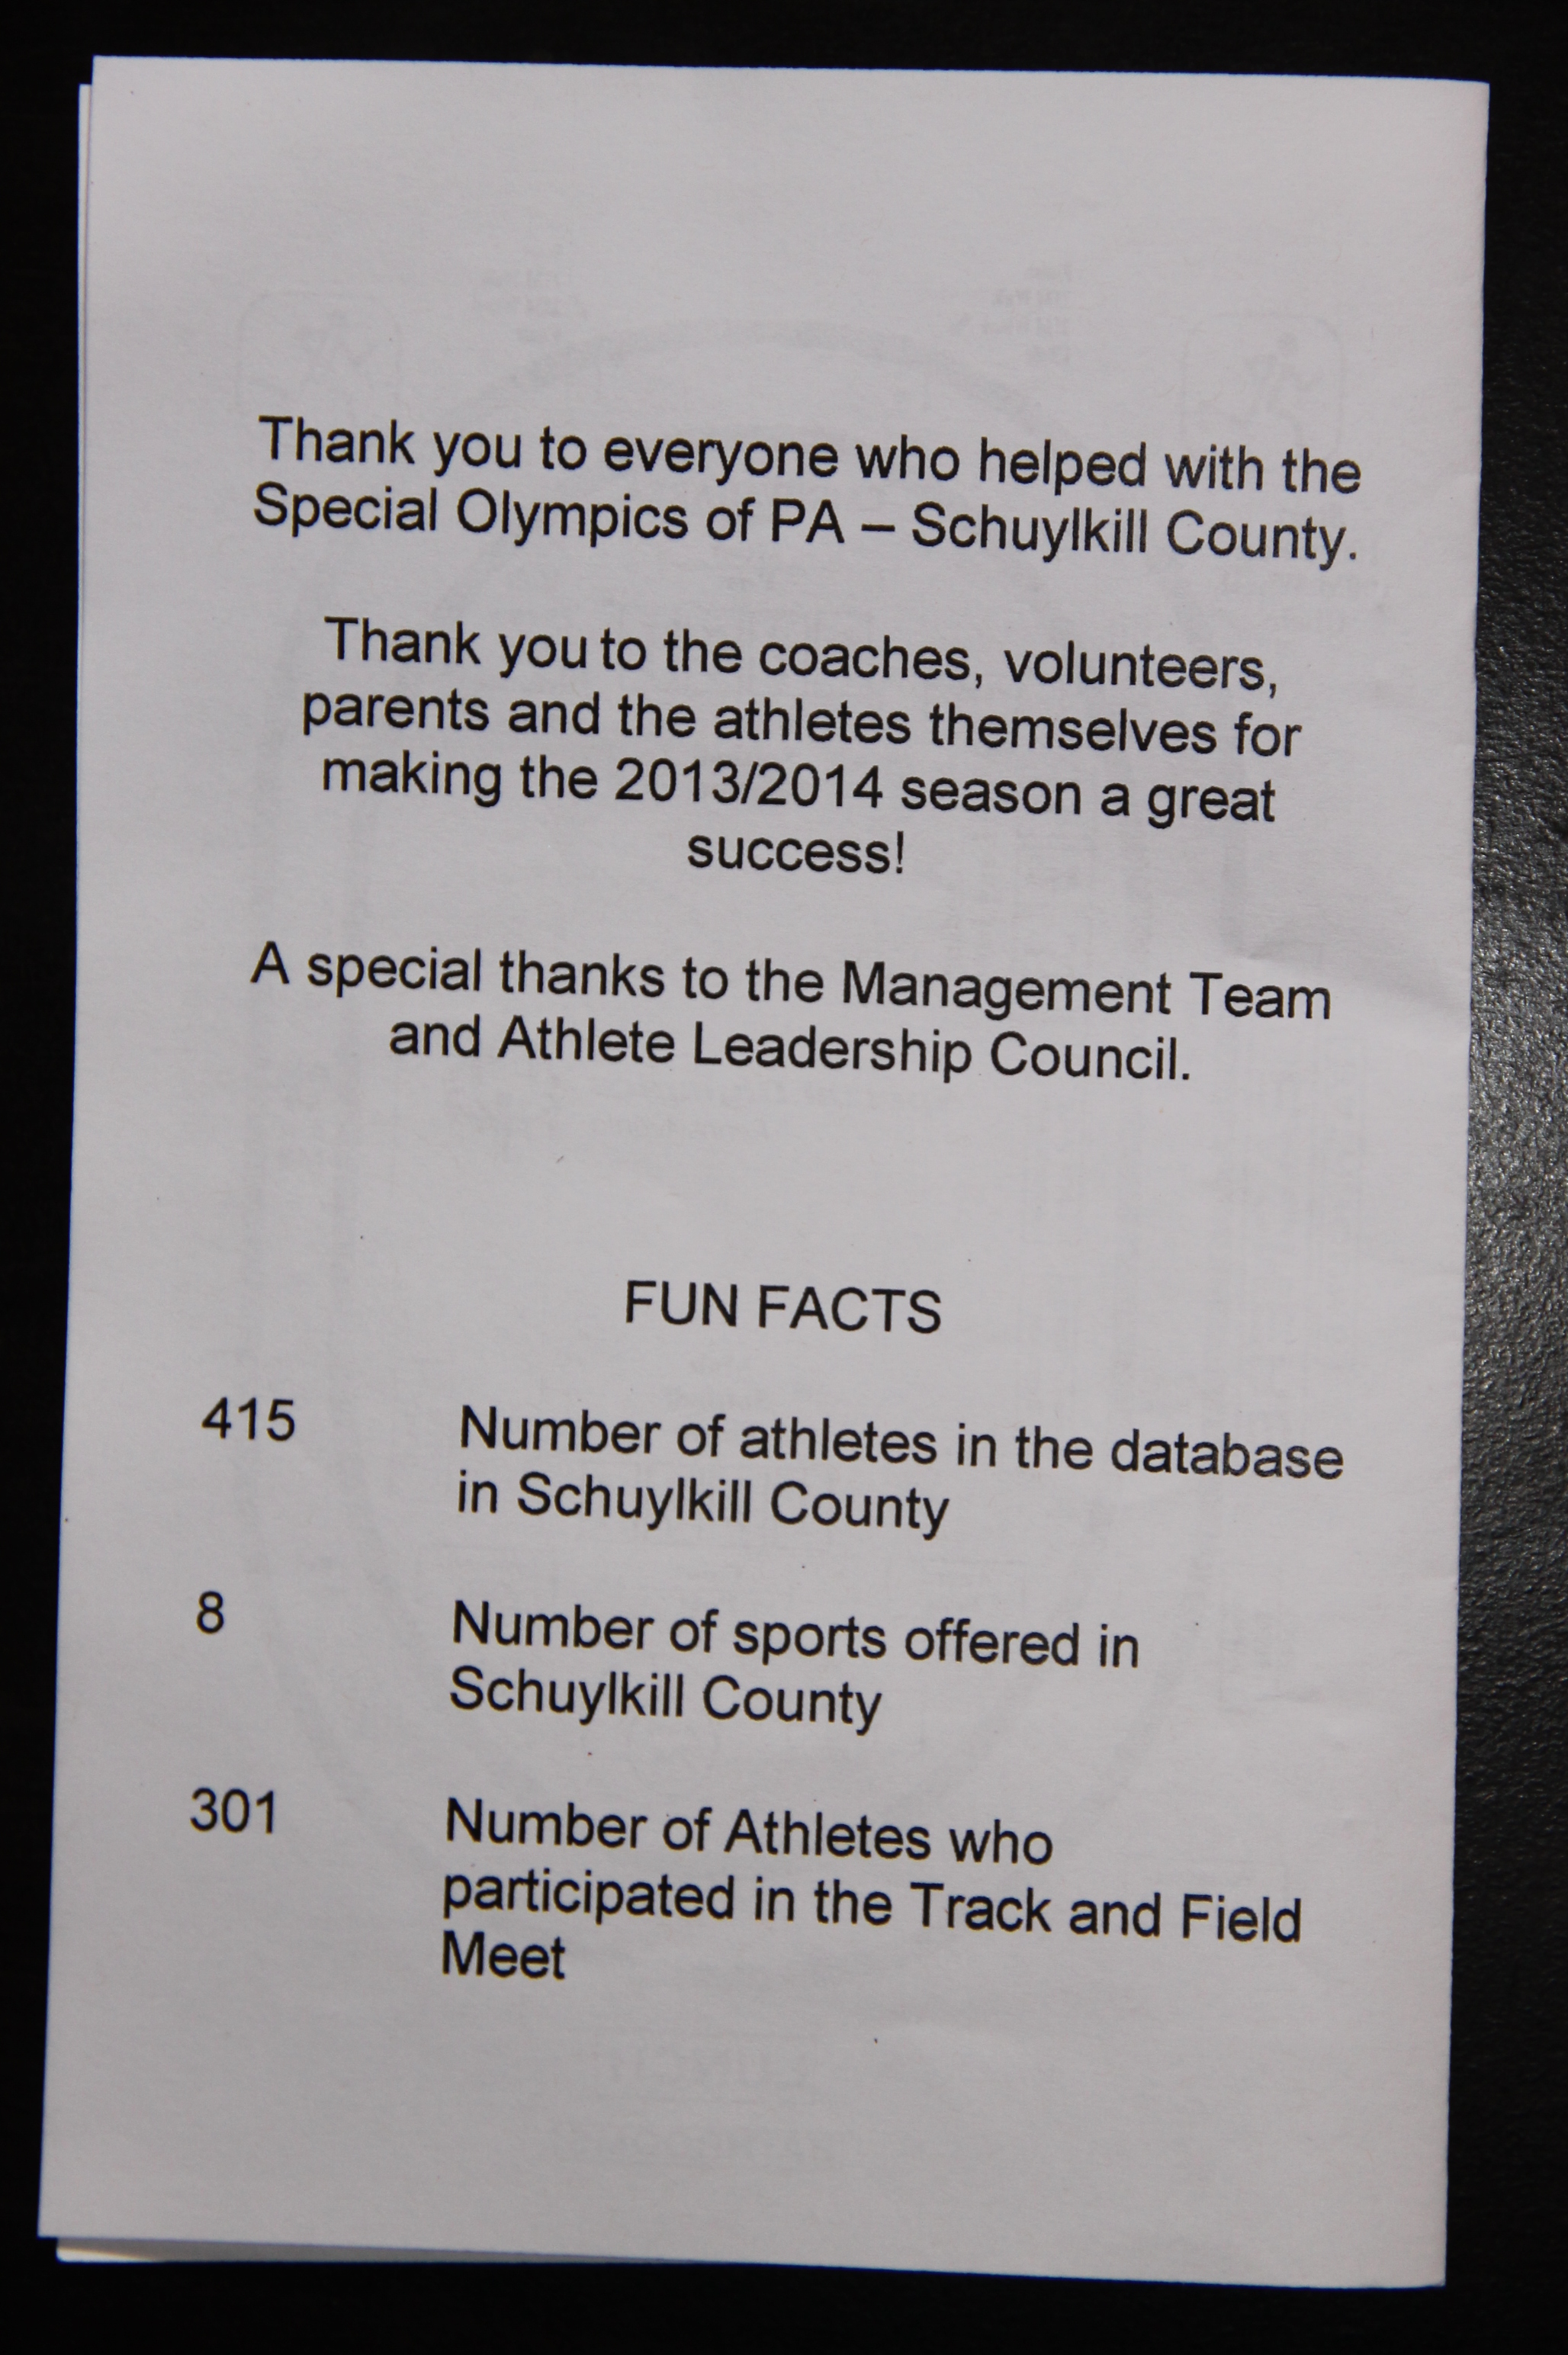 Thank you to everyone who helped with the
Special Olympics of PA – Schuylkill County.
Thank you to the coaches, volunteers,
parents and the athletes themselves for
making the 2013/2014 season a great
success!
A special thanks to the Management Team
and Athlete Leadership Council.
FUN FACTS
415 Number of athletes in the database
in Schuylkill County
8 Number of sports offered in
Schuylkill County
301 Number of Athletes who
participated in the Track and Field
Meet